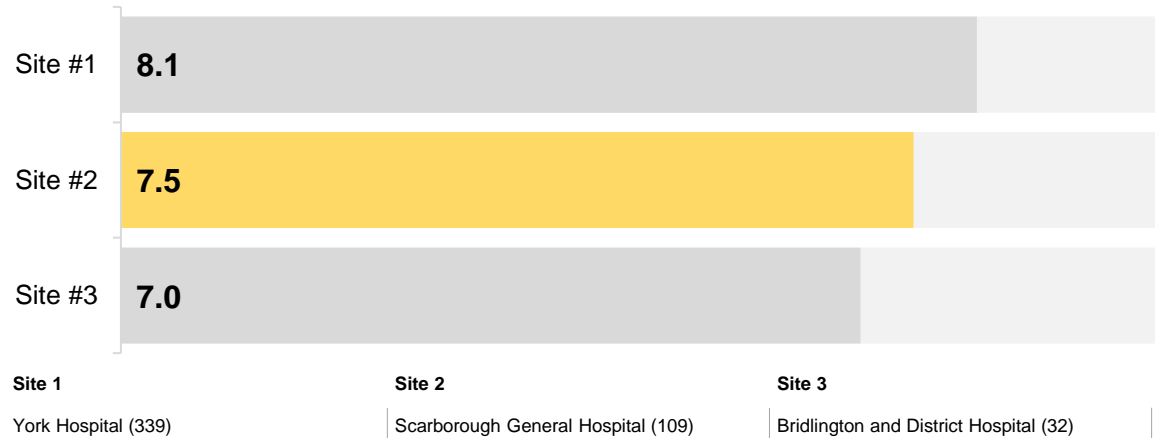 Site #1
8.1
Site #2
7.5
Site #3
7.0
Site 1
Site 2
Site 3
York Hospital (339)
Scarborough General Hospital (109)
Bridlington and District Hospital (32)